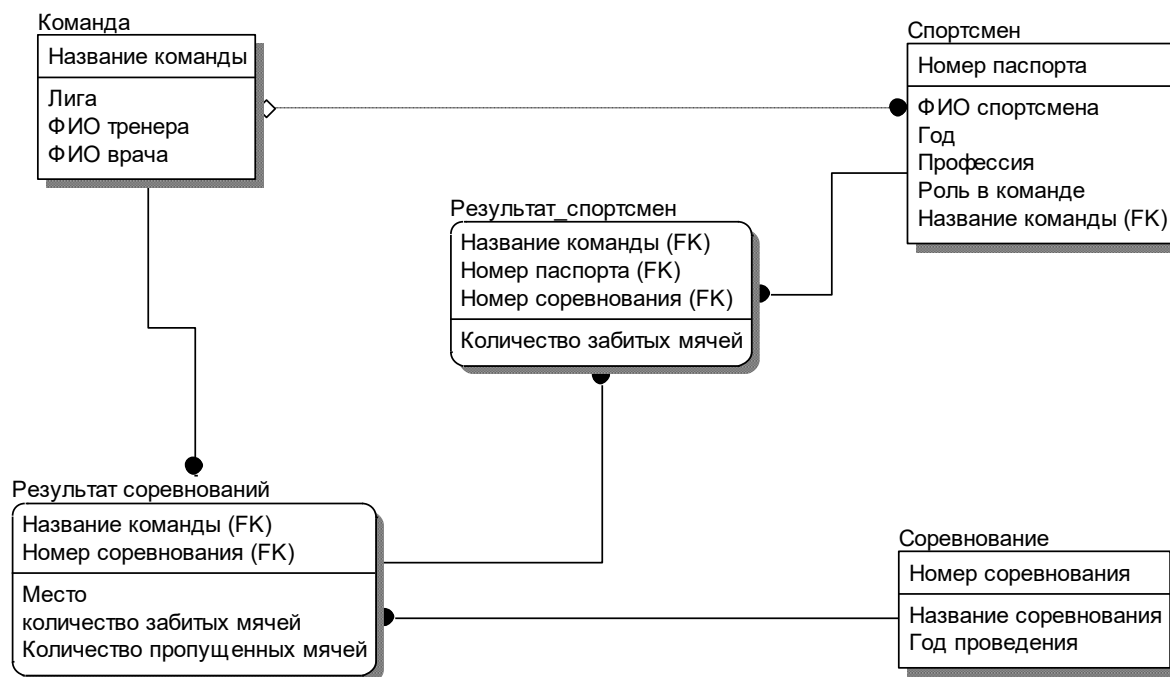 Команда
Название команды
Лига
ФИО тренера
ФИО врача
Спортсмен
Номер паспорта
ФИО спортсмена
Год
Профессия
Роль в команде
Название команды (FK)
Результат_спортсмен
Название команды (FK)
Номер паспорта (FK)
Номер соревнования (FK)
Количество забитых мячей
Результат соревнований
Название команды (FK)
Номер соревнования (FK)
Место
количество забитых мячей
Количество пропущенных мячей
Соревнование
Номер соревнования
Название соревнования
Год проведения